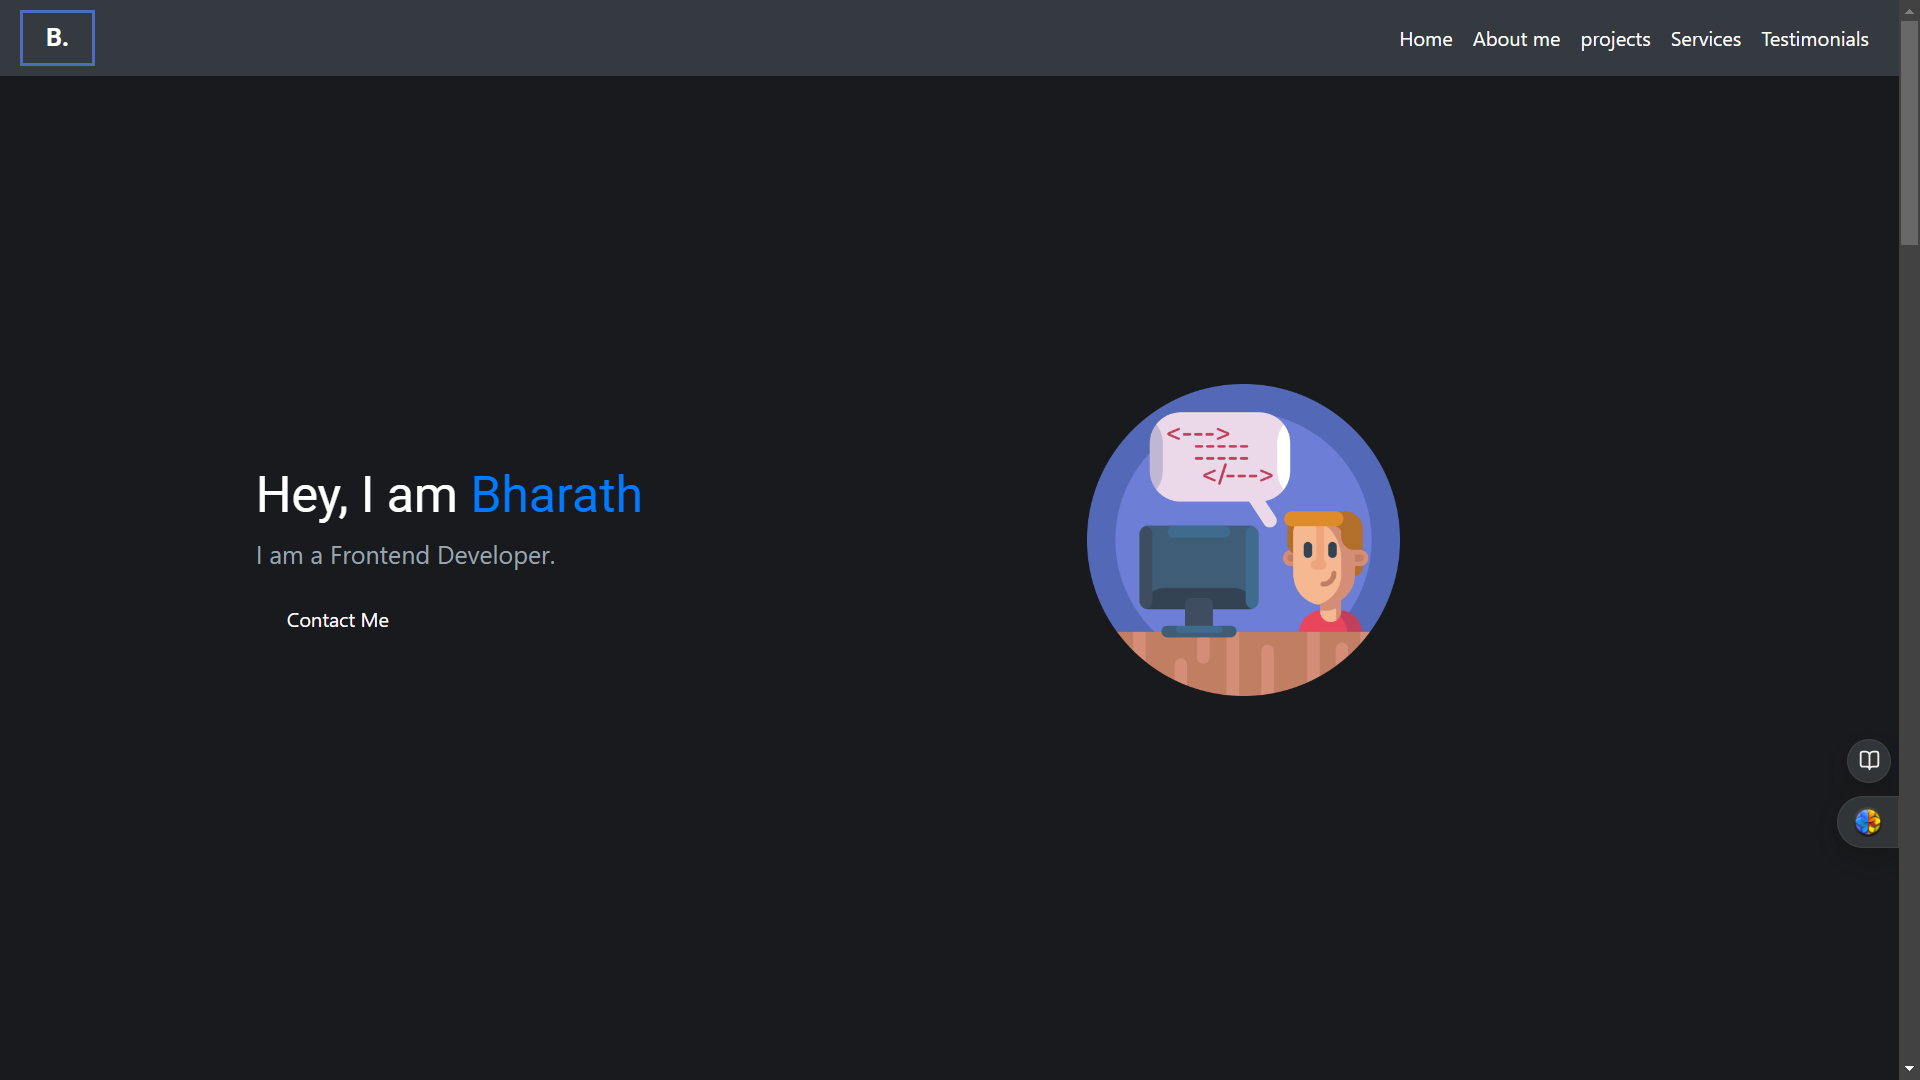 B.
Home About me projects Services Testimonials
<---->
-----
-----
</---->
Hey, I am Bharath
I am a Frontend Developer.
Contact Me